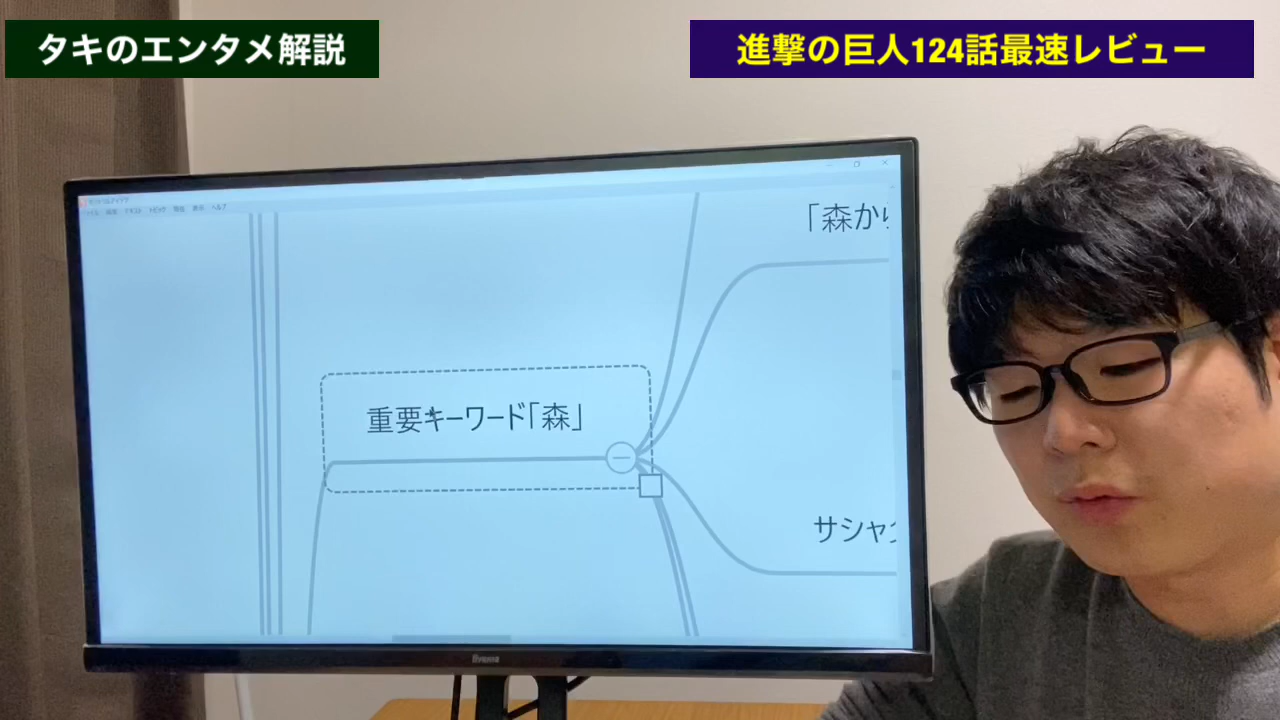 タキのエンタメ解説
進撃の巨人124話最速レビュー
「森から
重要キーワード「森」
サシャ
iiyama